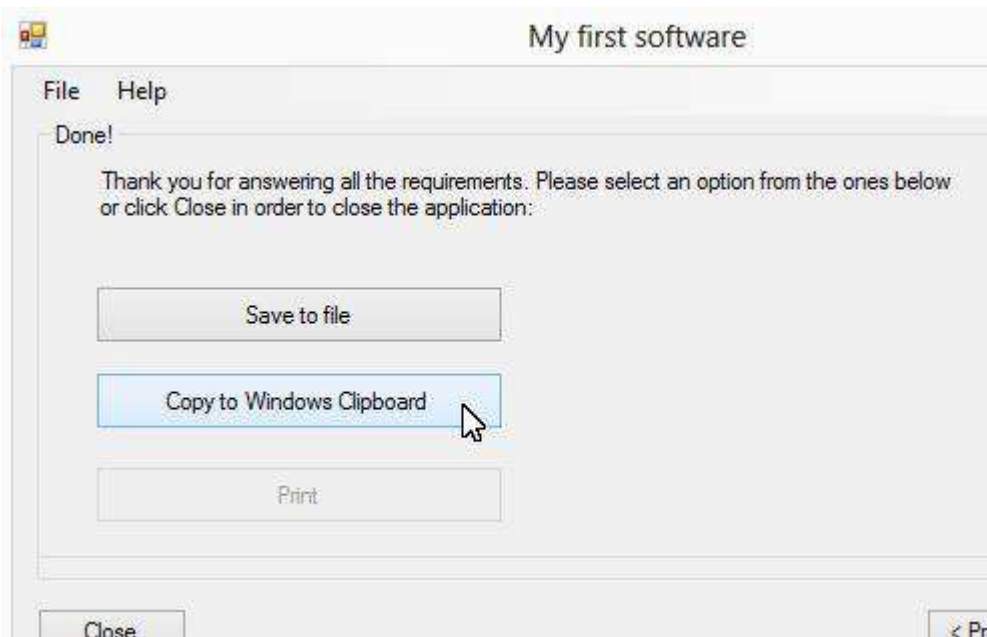 My first software
File Help
Done!
Thank you for answering all the requirements. Please select an option from the ones below
or click Close in order to close the application:
Save to file
Copy to Windows Clipboard
Print
Close
< Pr